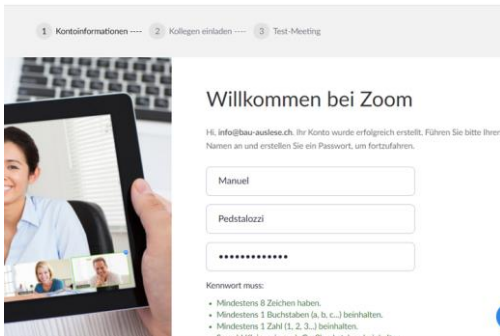 1 Kontoinformationen ---- 2 Kollegen einladen ---- 3 Test-Meeting
Willkommen bei Zoom
Hi, info@bau-auslese.ch. Ihr Konto wurde erfolgreich erstellt. Führen Sie bitte Ihren
Namen an und erstellen Sie ein Passwort, um fortzufahren.
Manuel
Pedstalozzi
•••••••••••••
Kennwort muss:
• Mindestens 8 Zeichen haben.
• Mindestens 1 Buchstaben (a, b, c...) beinhalten.
• Mindestens 1 Zahl (1, 2, 3...) beinhalten.